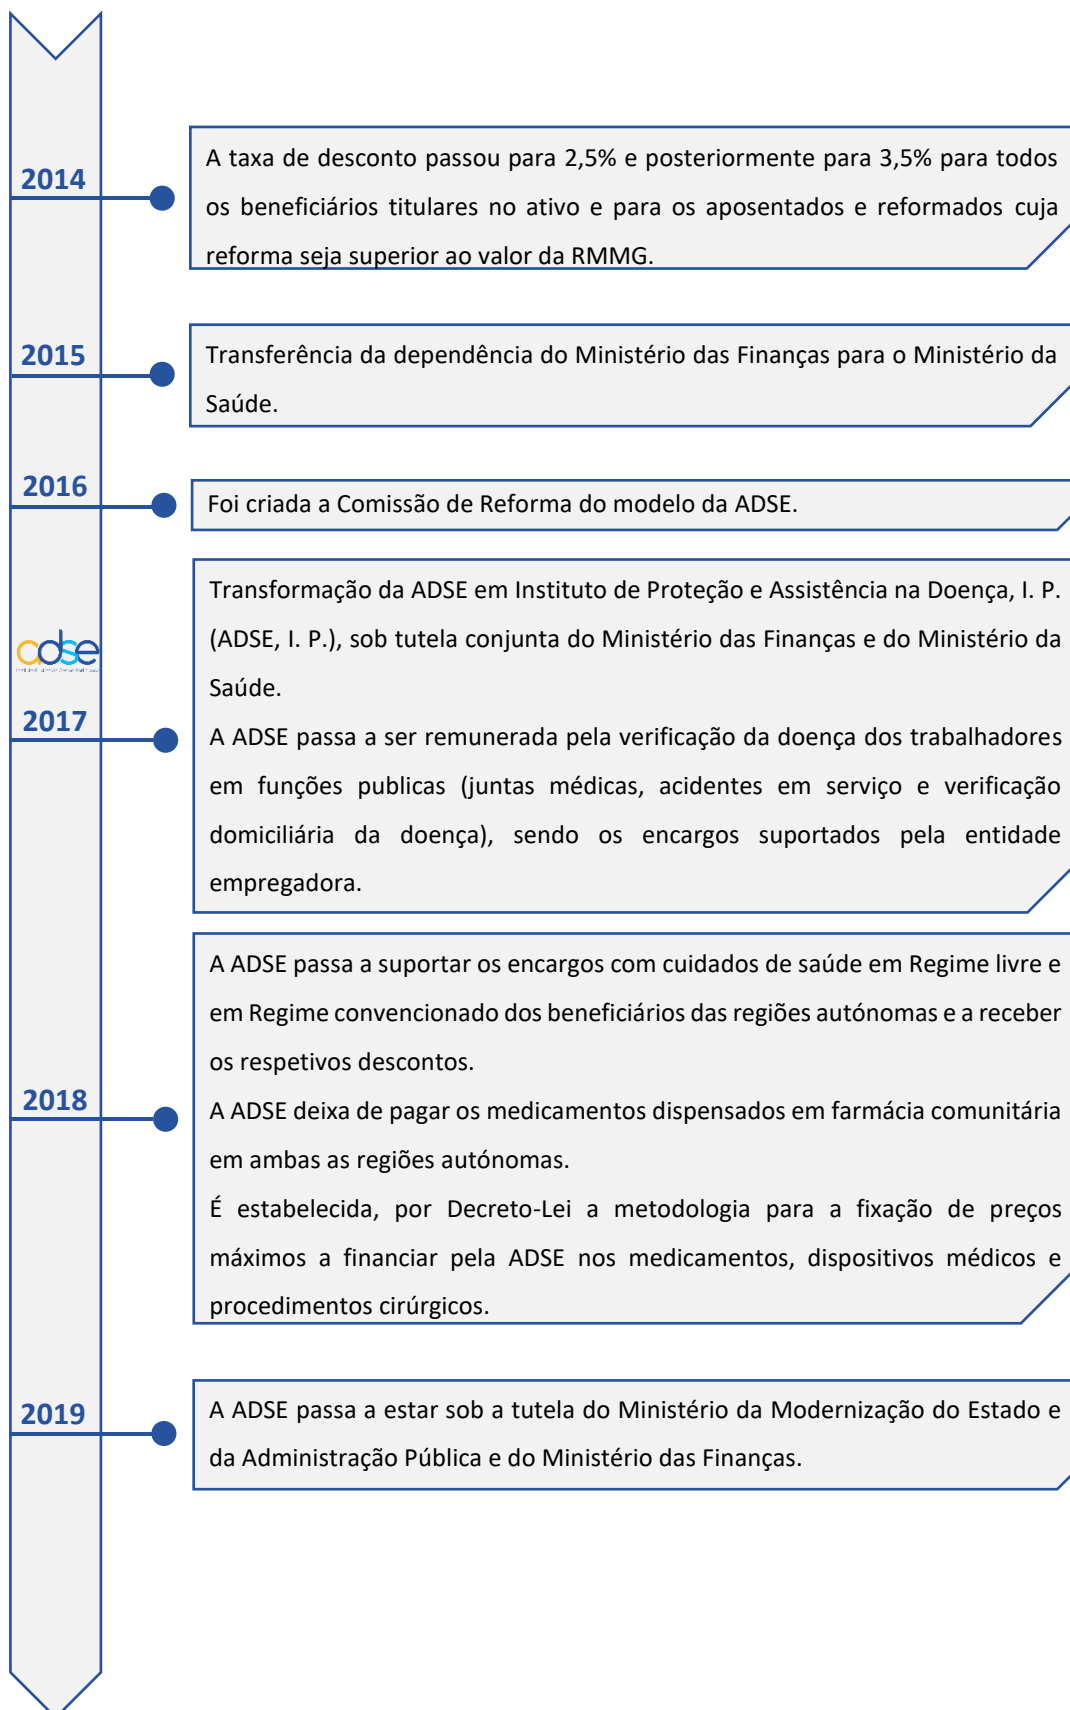 2014
A taxa de desconto passou para 2,5% e posteriormente para 3,5% para todos
os beneficiários titulares no ativo e para os aposentados e reformados cuja
reforma seja superior ao valor da RMMG.
2015
Transferência da dependência do Ministério das Finanças para o Ministério da
Saúde.
2016
Foi criada a Comissão de Reforma do modelo da ADSE.
adse
2017
Transformação da ADSE em Instituto de Proteção e Assistência na Doença, I. P.
(ADSE, I. P.), sob tutela conjunta do Ministério das Finanças e do Ministério da
Saúde.
A ADSE passa a ser remunerada pela verificação da doença dos trabalhadores
em funções publicas (juntas médicas, acidentes em serviço e verificação
domiciliária da doença), sendo os encargos suportados pela entidade
empregadora.
2018
A ADSE passa a suportar os encargos com cuidados de saúde em Regime livre e
em Regime convencionado dos beneficiários das regiões autónomas e a receber
os respetivos descontos.
A ADSE deixa de pagar os medicamentos dispensados em farmácia comunitária
em ambas as regiões autónomas.
É estabelecida, por Decreto-Lei a metodologia para a fixação de preços
máximos a financiar pela ADSE nos medicamentos, dispositivos médicos e
procedimentos cirúrgicos.
2019
A ADSE passa a estar sob a tutela do Ministério da Modernização do Estado e
da Administração Pública e do Ministério das Finanças.